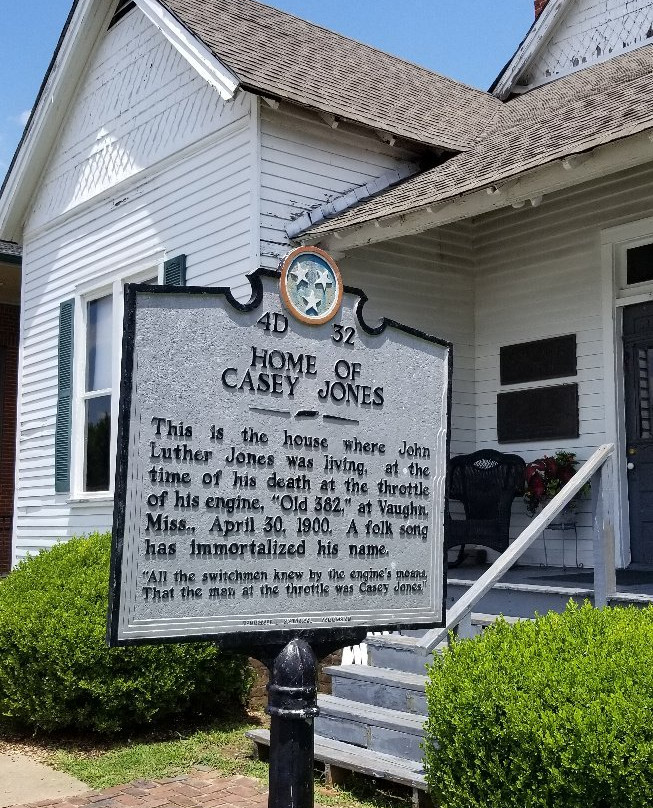 4D 32
HOME OF
CASEY JONES
This is the house where John
Luther Jones was living, at the
time of his death at the throttle
of his engine, "Old 382," at Vaughn,
Miss., April 30, 1900. A folk song
has immortalized his name.
"All the switchmen knew by the engine's moans,
That the man at the throttle was Casey Jones."